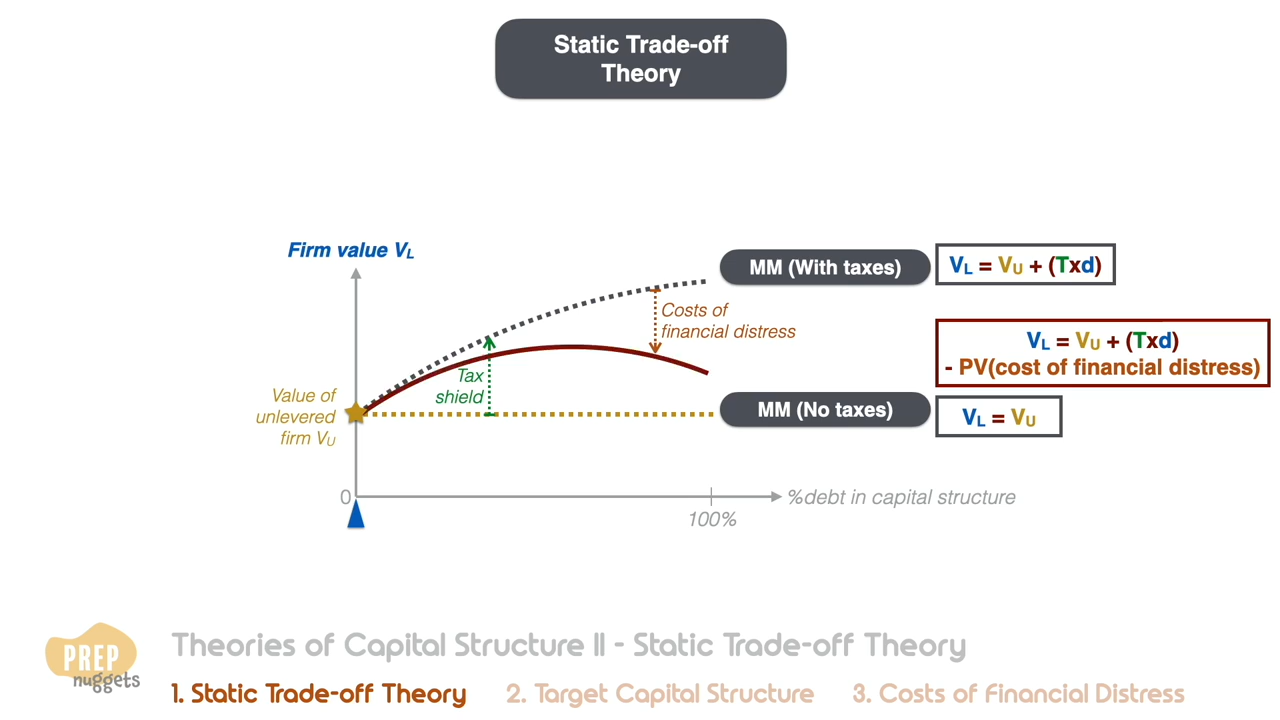 Static Trade-off
Theory
Firm value VL
MM (With taxes)
VL = VU + (Txd)
Costs of
financial distress
VL = VU + (Txd)
- PV(cost of financial distress)
Tax
shield
Value of
unlevered
firm VU
MM (No taxes)
VL = VU
0
%debt in capital structure
100%
PREP
nuggets
Theories of Capital Structure II - Static Trade-off Theory
1. Static Trade-off Theory 2. Target Capital Structure 3. Costs of Financial Distress